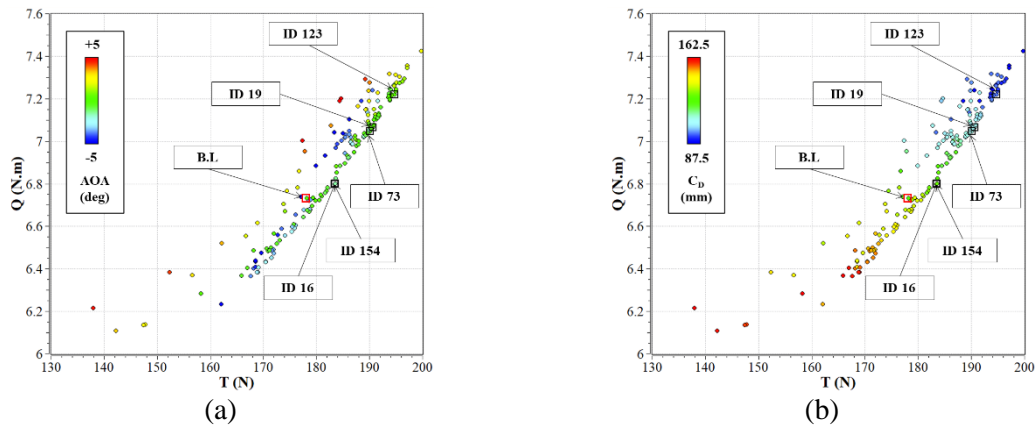 7.6
7.4
7.2
7
6.8
6.6
6.4
6.2
6
Q (N.m)
+5
-5
AOA
(deg)
ID 123
ID 19
B.L
ID 73
ID 154
ID 16
130 140 150 160 170 180 190 200
T (N)
(a)
7.6
7.4
7.2
7
6.8
6.6
6.4
6.2
6
Q (N.m)
162.5
87.5
C_D
(mm)
ID 123
ID 19
B.L
ID 73
ID 154
ID 16
130 140 150 160 170 180 190 200
T (N)
(b)